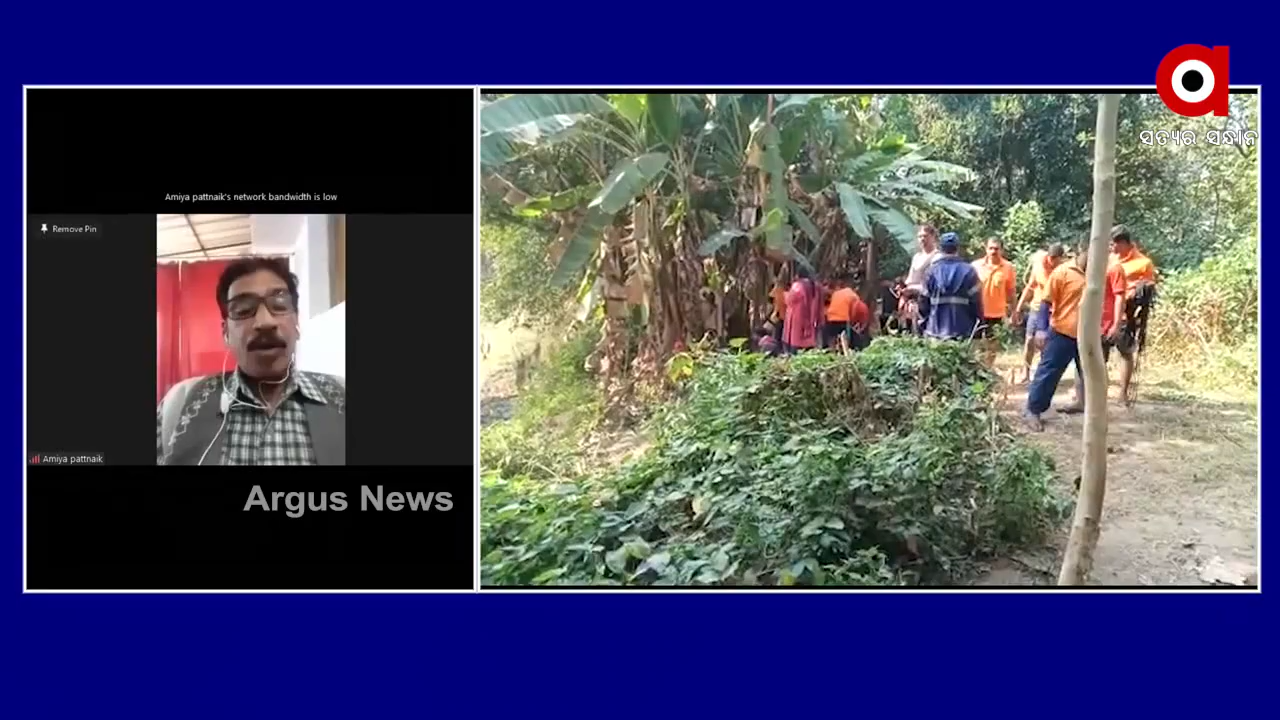 ସତ୍ୟର ସନ୍ଧାନ
Amiya pattnaik's network bandwidth is low
Remove Pin
Amiya pattnaik
Argus News